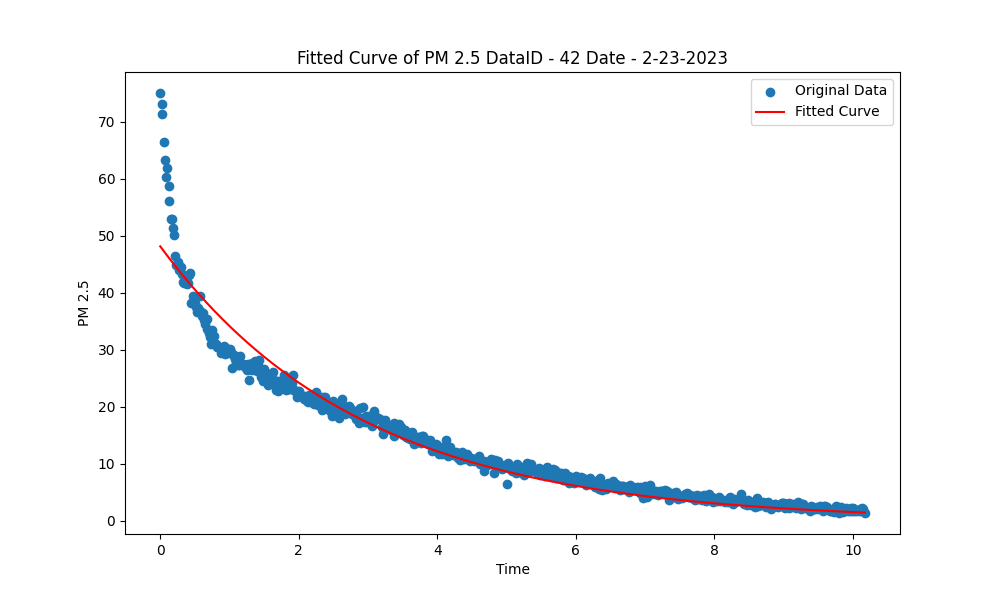 Fitted Curve of PM 2.5 DataID - 42 Date - 2-23-2023
Original Data
Fitted Curve
PM 2.5
70
60
50
40
30
20
10
0
0 2 4 6 8 10
Time